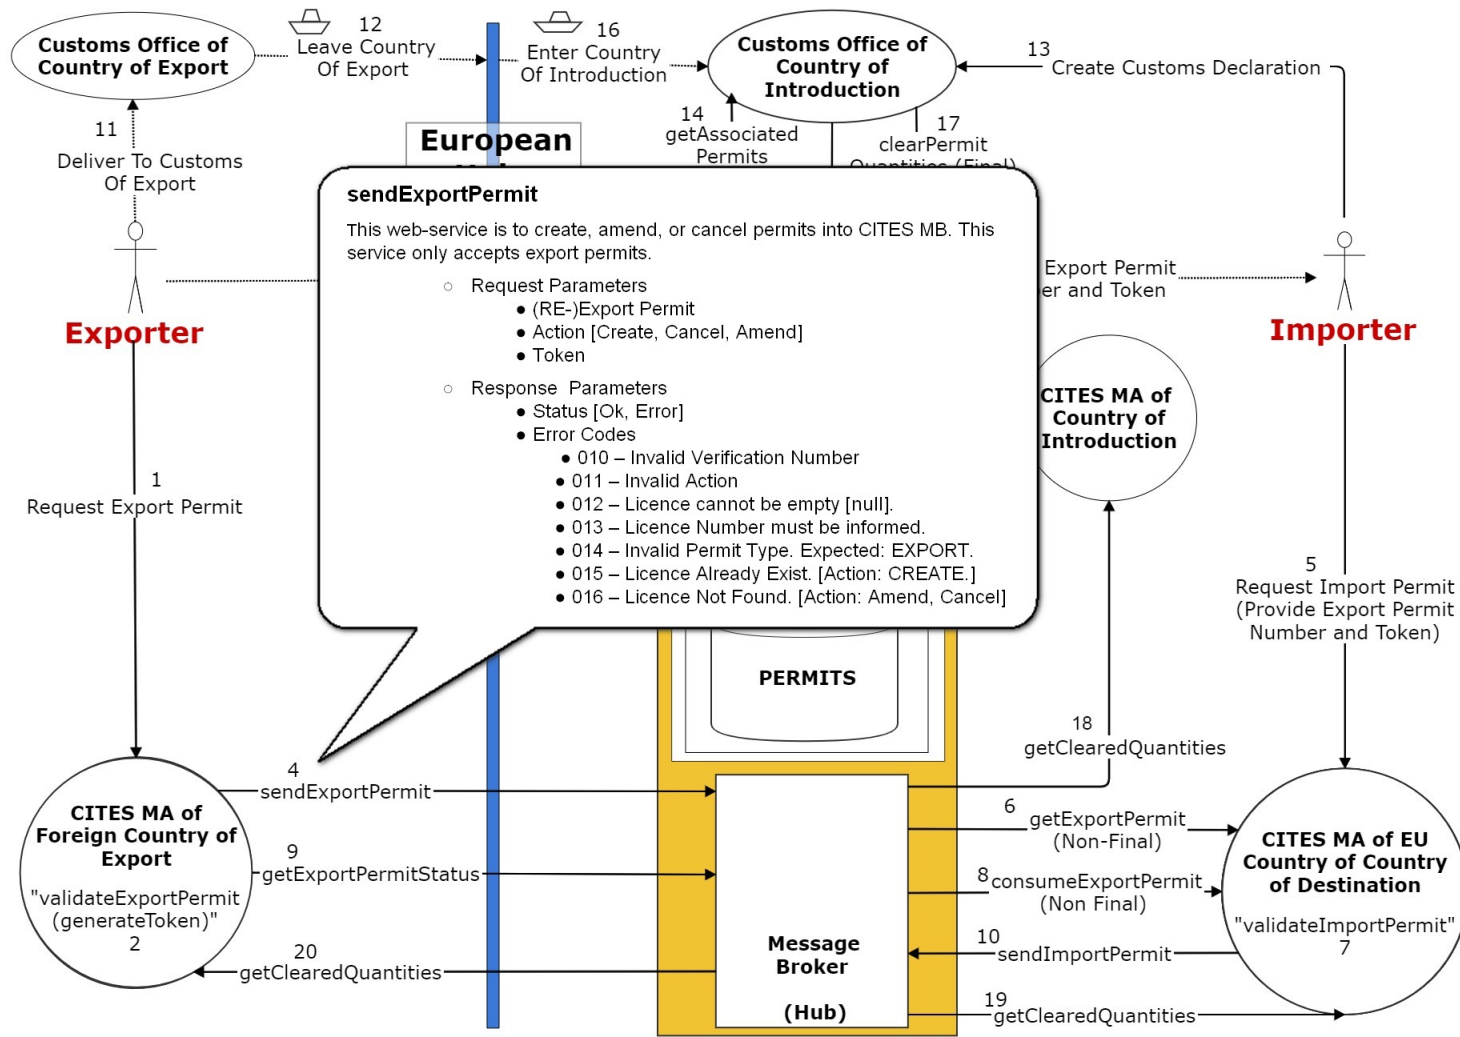 Customs Office of
Country of Export
12
Leave Country
Of Export
16
Enter Country
Of Introduction
Customs Office of
Country of
Introduction
13
Create Customs Declaration
11
Deliver To Customs
Of Export
European
14
getAssociated
Permits
17
clearPermit
Quantities (Final)
sendExportPermit
This web-service is to create, amend, or cancel permits into CITES MB. This
service only accepts export permits.
○ Request Parameters
● (RE-)Export Permit
● Action [Create, Cancel, Amend]
● Token
○ Response Parameters
● Status [Ok, Error]
● Error Codes
● 010 – Invalid Verification Number
● 011 – Invalid Action
● 012 – Licence cannot be empty [null].
● 013 – Licence Number must be informed.
● 014 – Invalid Permit Type. Expected: EXPORT.
● 015 – Licence Already Exist. [Action: CREATE.]
● 016 – Licence Not Found. [Action: Amend, Cancel]
Exporter
Export Permit
er and Token
Importer
CITES MA of
Country of
Introduction
1
Request Export Permit
5
Request Import Permit
(Provide Export Permit
Number and Token)
PERMITS
18
getClearedQuantities
4
sendExportPermit
6
getExportPermit
(Non-Final)
CITES MA of
Foreign Country of
Export
"validateExportPermit
(generateToken)"
2
9
getExportPermitStatus
8
consumeExportPermit
(Non Final)
CITES MA of EU
Country of Country
of Destination
"validateImportPermit"
7
20
getClearedQuantities
Message
Broker
(Hub)
10
sendImportPermit
19
getClearedQuantities